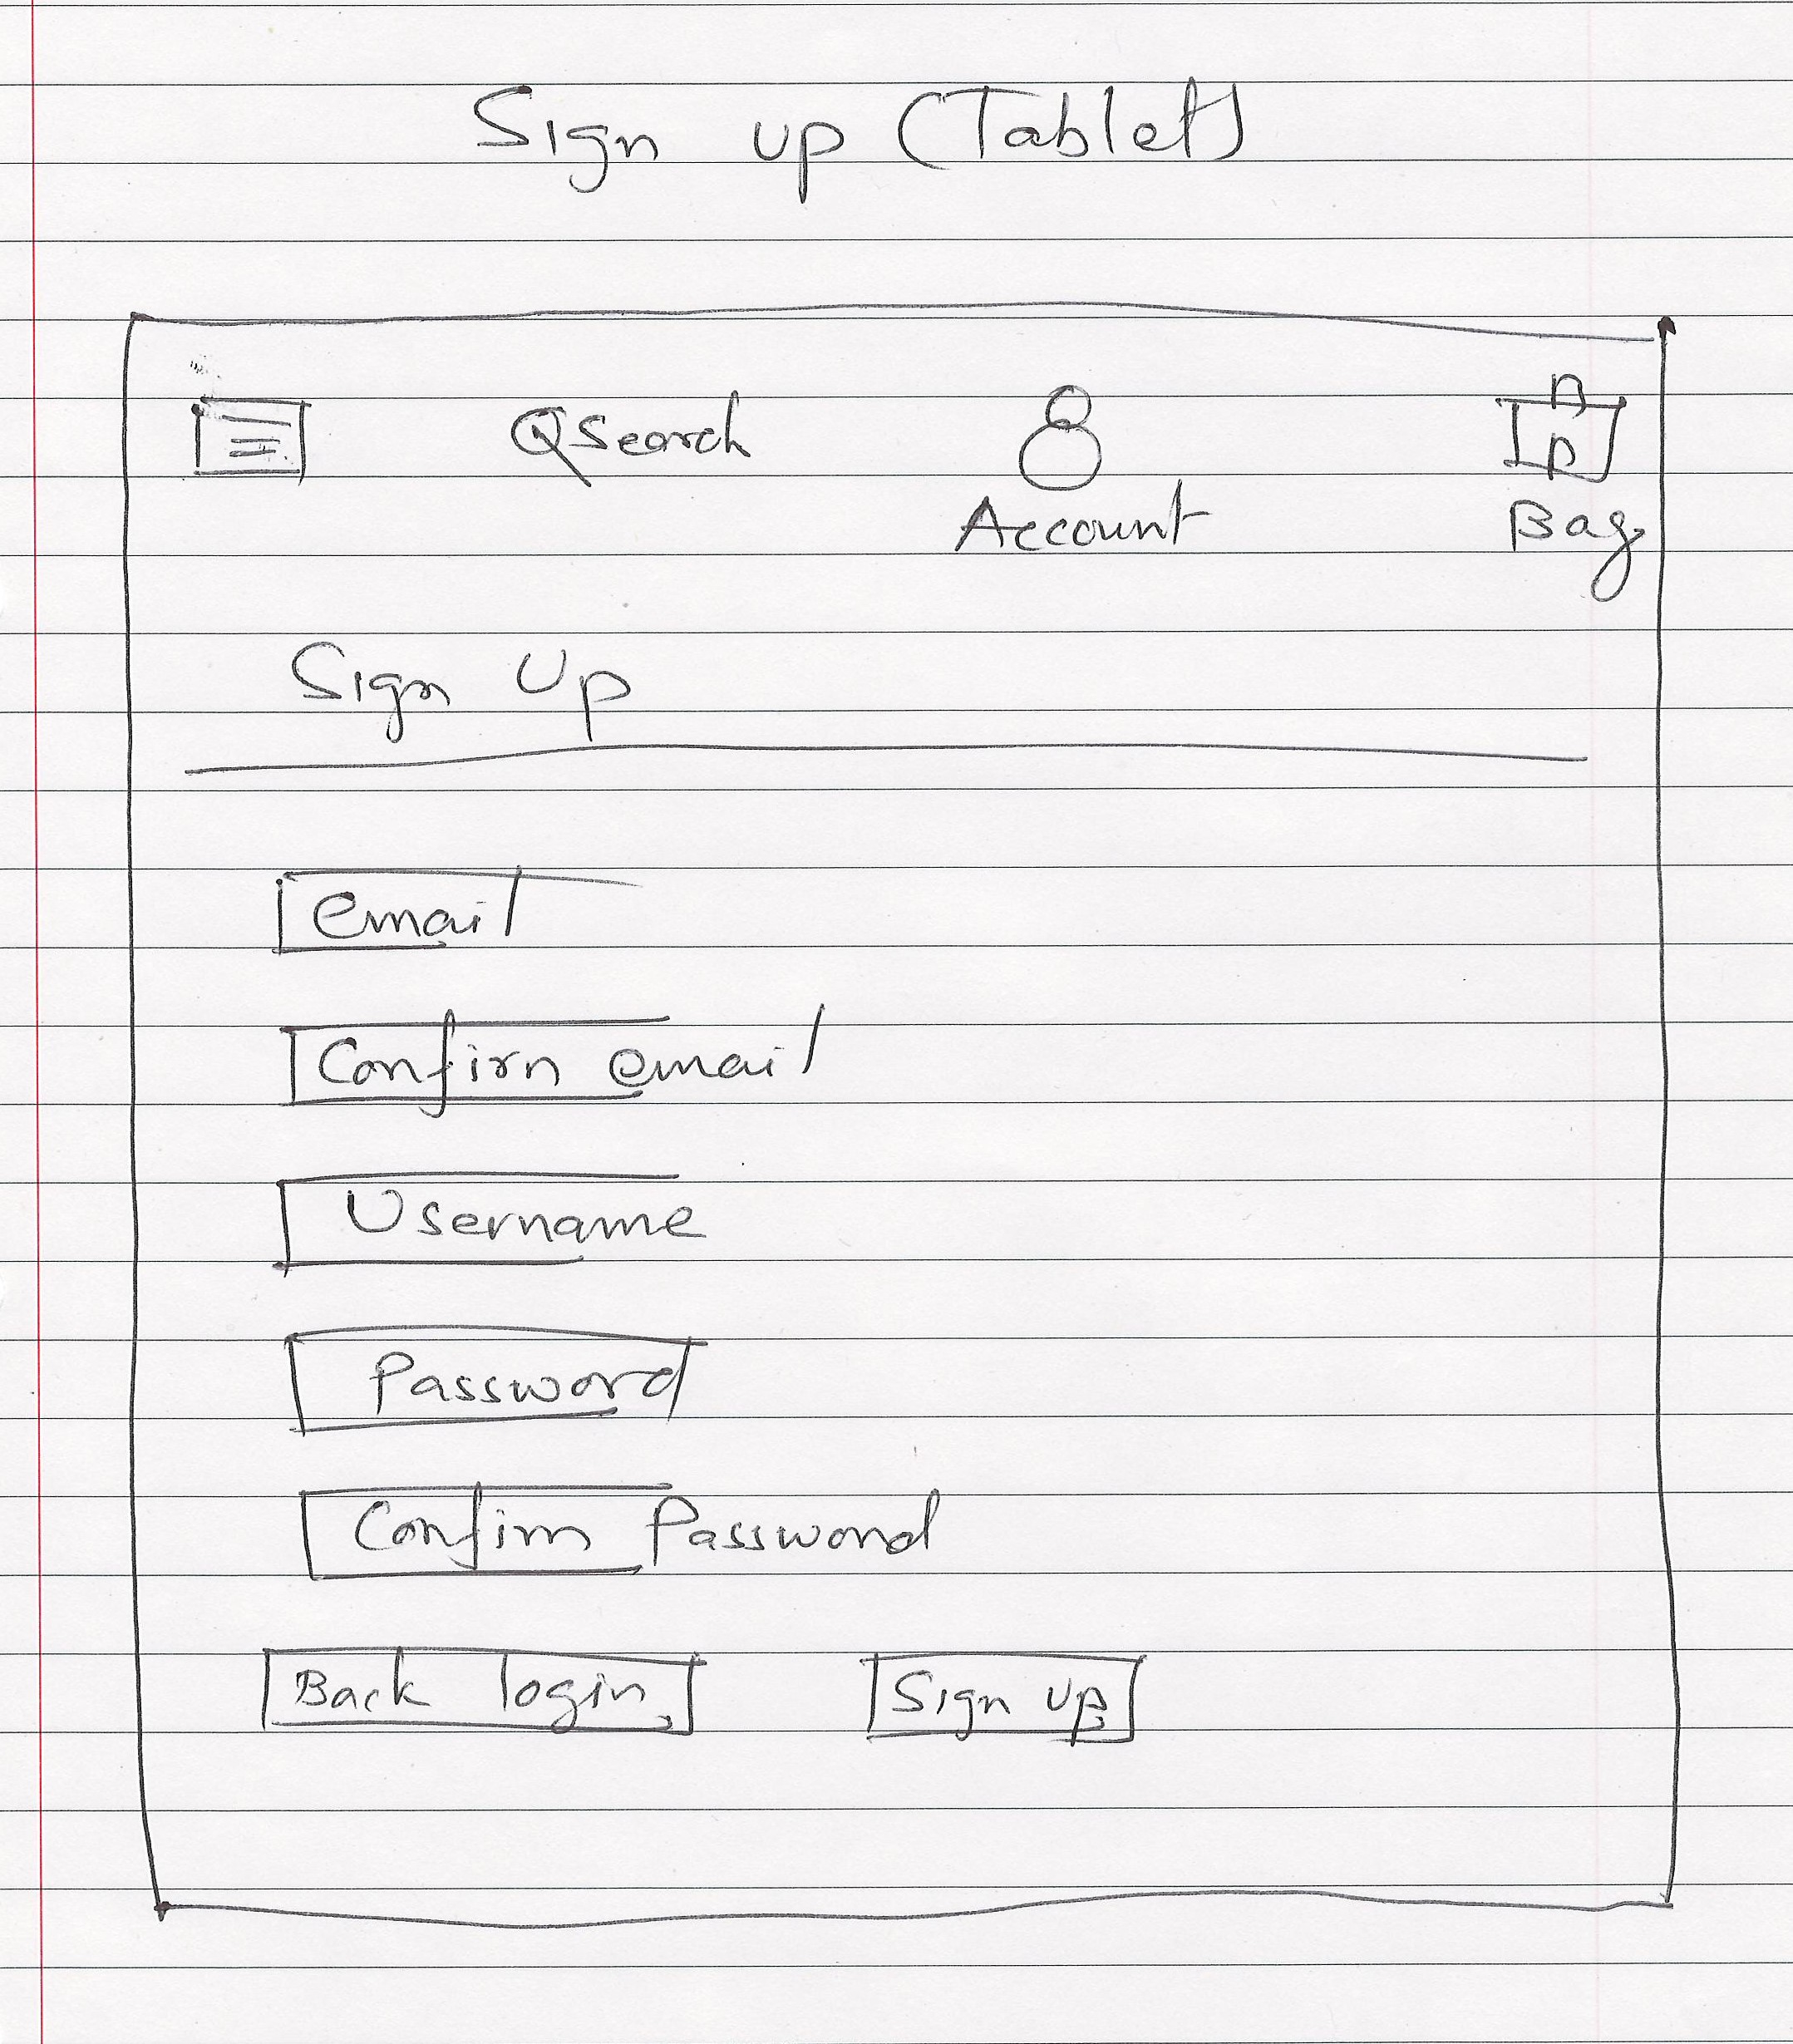 Sign up (Tablet)
Search
Account
Bag
Sign Up
email
Confirm email
Username
Password
Confirm Password
Back login
Sign up